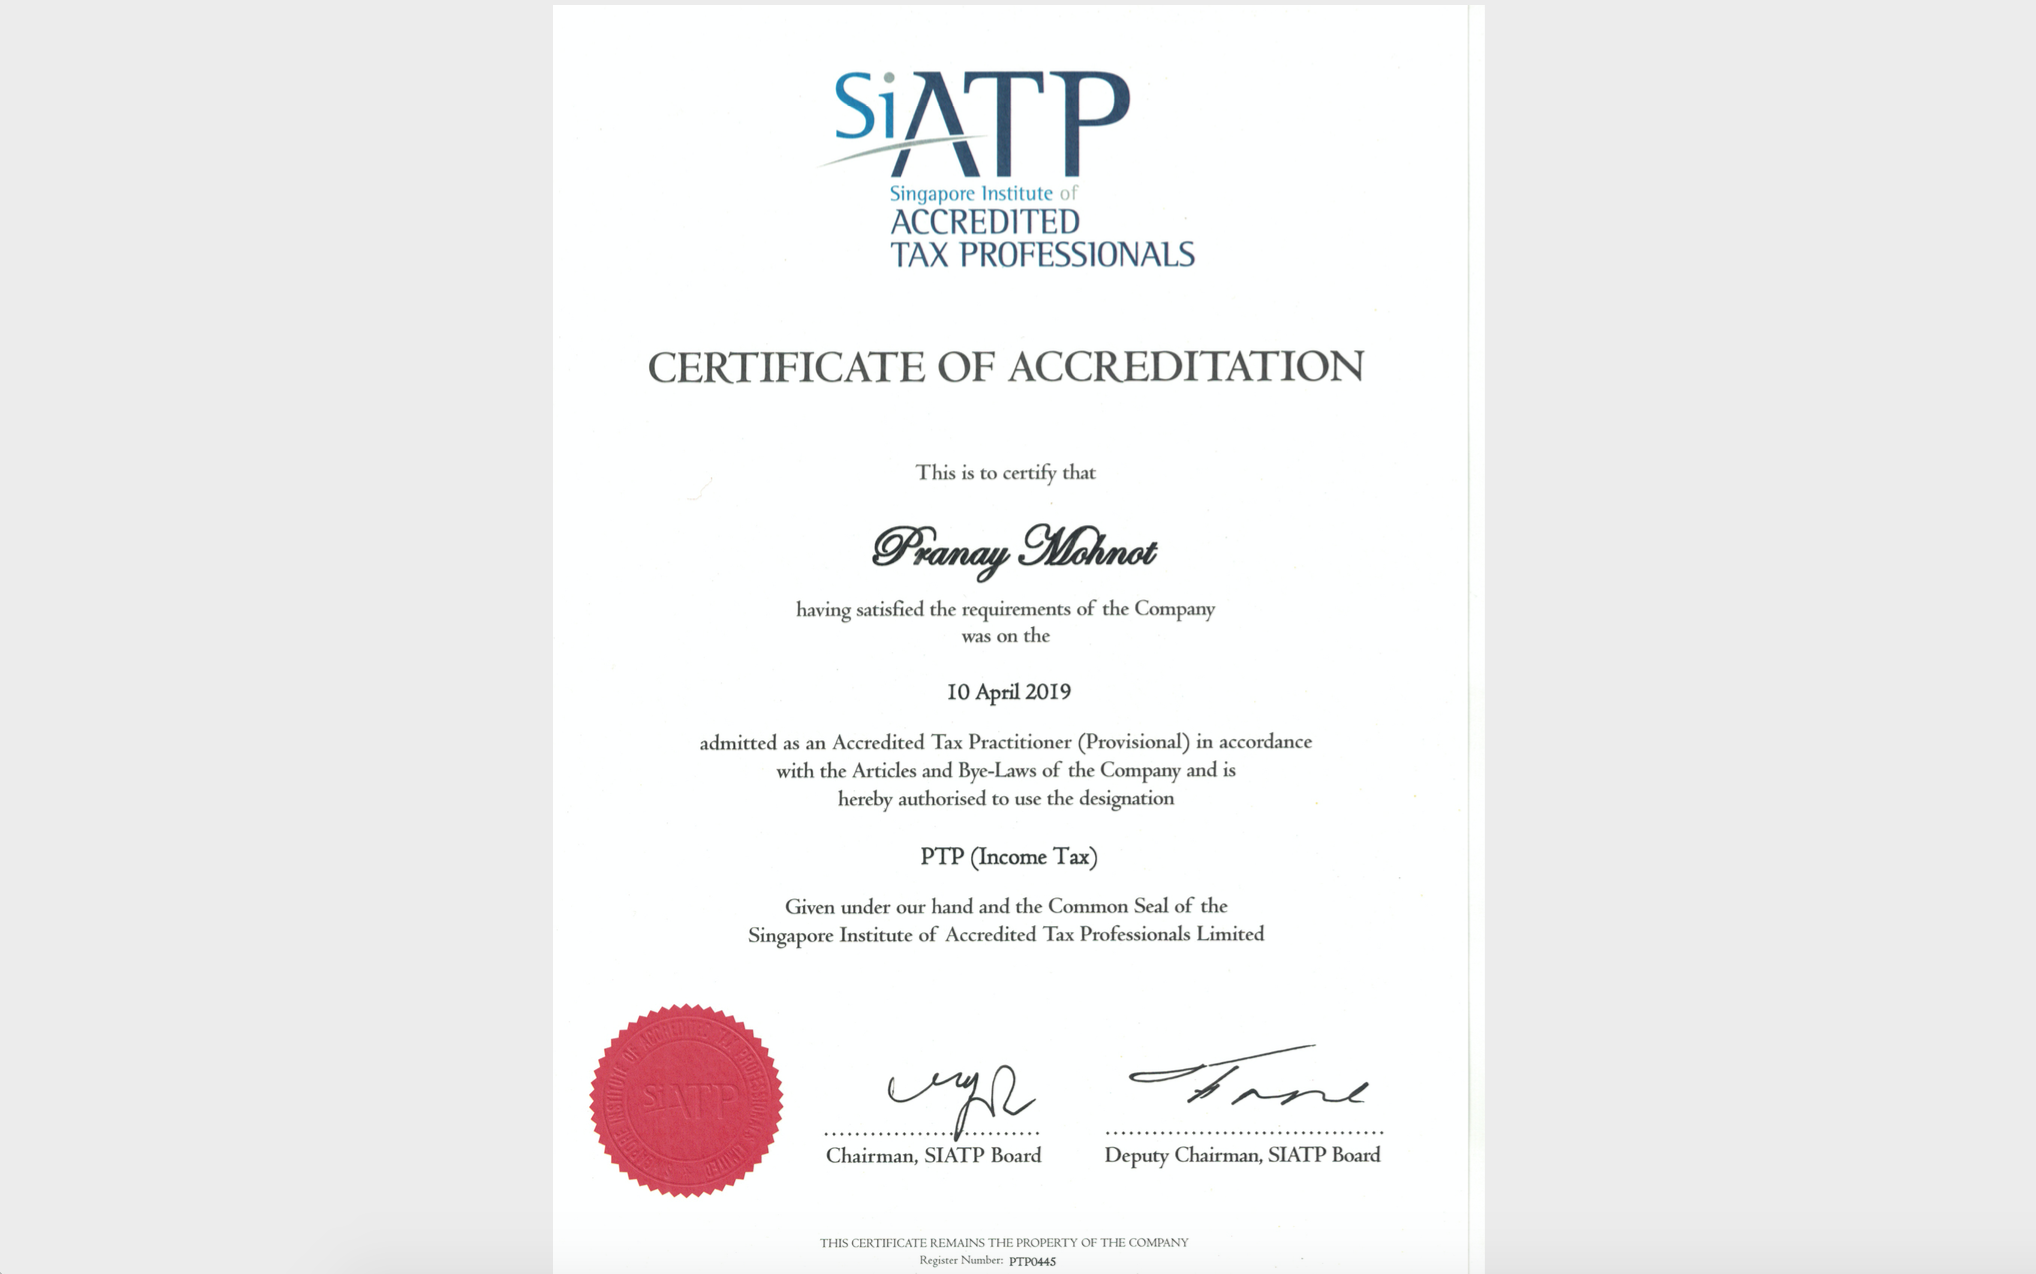 SiATP
Singapore Institute of
ACCREDITED
TAX PROFESSIONALS
CERTIFICATE OF ACCREDITATION
This is to certify that
Pranay Mohnot
having satisfied the requirements of the Company
was on the
10 April 2019
admitted as an Accredited Tax Practitioner (Provisional) in accordance
with the Articles and Bye-Laws of the Company and is
hereby authorised to use the designation
PTP (Income Tax)
Given under our hand and the Common Seal of the
Singapore Institute of Accredited Tax Professionals Limited
INSTITUTE OF ACCREDITED TAX PROFESSIONALS LIMITED
SiATP
Chairman, SIATP Board
Deputy Chairman, SIATP Board
THIS CERTIFICATE REMAINS THE PROPERTY OF THE COMPANY
Register Number: PTP0445